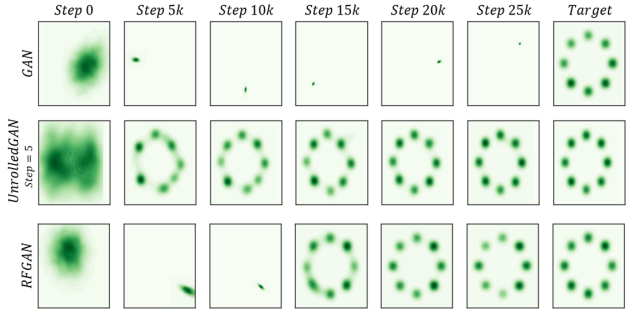 Step 0 Step 5k Step 10k Step 15k Step 20k Step 25k Target
GAN
UnrolledGAN
Step = 5
RFGAN